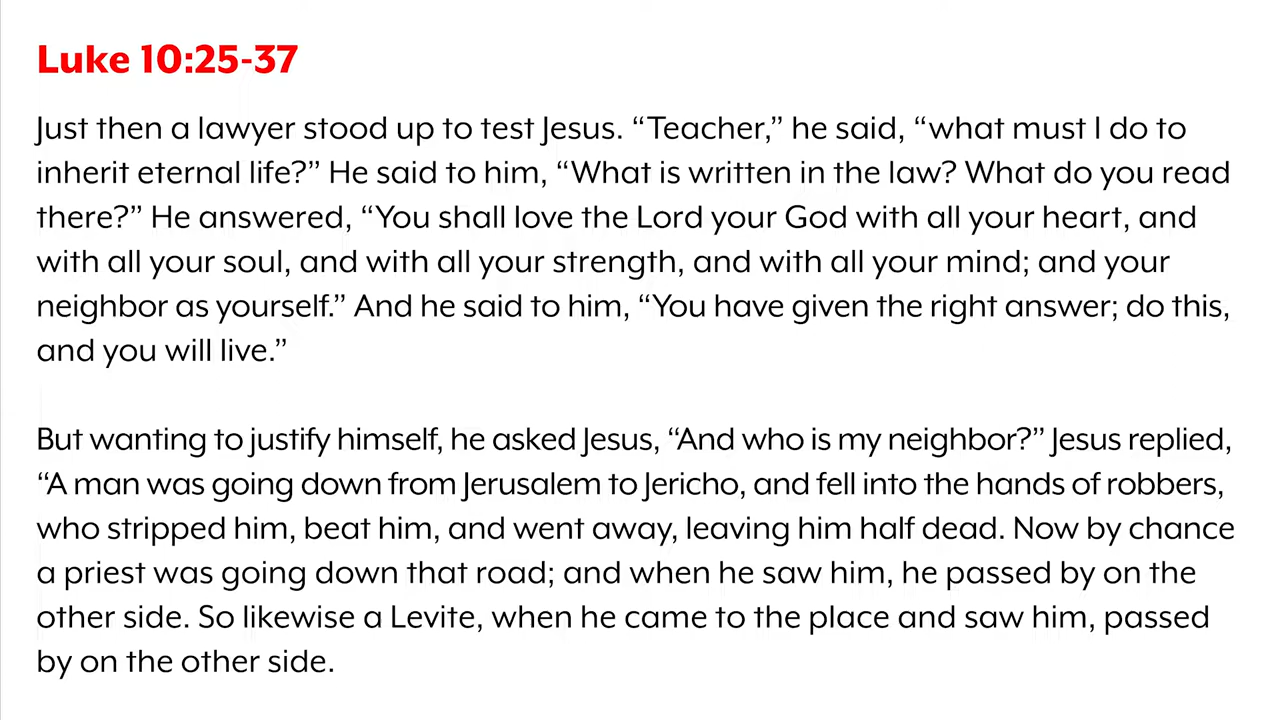 Luke 10:25-37
Just then a lawyer stood up to test Jesus. “Teacher,” he said, “what must I do to
inherit eternal life?” He said to him, “What is written in the law? What do you read
there?” He answered, “You shall love the Lord your God with all your heart, and
with all your soul, and with all your strength, and with all your mind; and your
neighbor as yourself.” And he said to him, “You have given the right answer; do this,
and you will live.”
But wanting to justify himself, he asked Jesus, “And who is my neighbor?” Jesus replied,
“A man was going down from Jerusalem to Jericho, and fell into the hands of robbers,
who stripped him, beat him, and went away, leaving him half dead. Now by chance
a priest was going down that road; and when he saw him, he passed by on the
other side. So likewise a Levite, when he came to the place and saw him, passed
by on the other side.